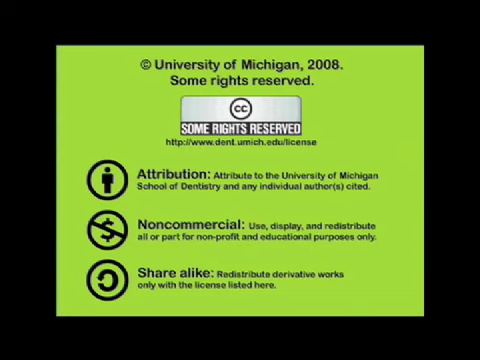 © University of Michigan, 2008.
Some rights reserved.
cc
SOME RIGHTS RESERVED
http://www.dent.umich.edu/license
Attribution: Attribute to the University of Michigan
School of Dentistry and any individual author(s) cited.
Noncommercial: Use, display, and redistribute
all or part for non-profit and educational purposes only.
Share alike: Redistribute derivative works
only with the license listed here.